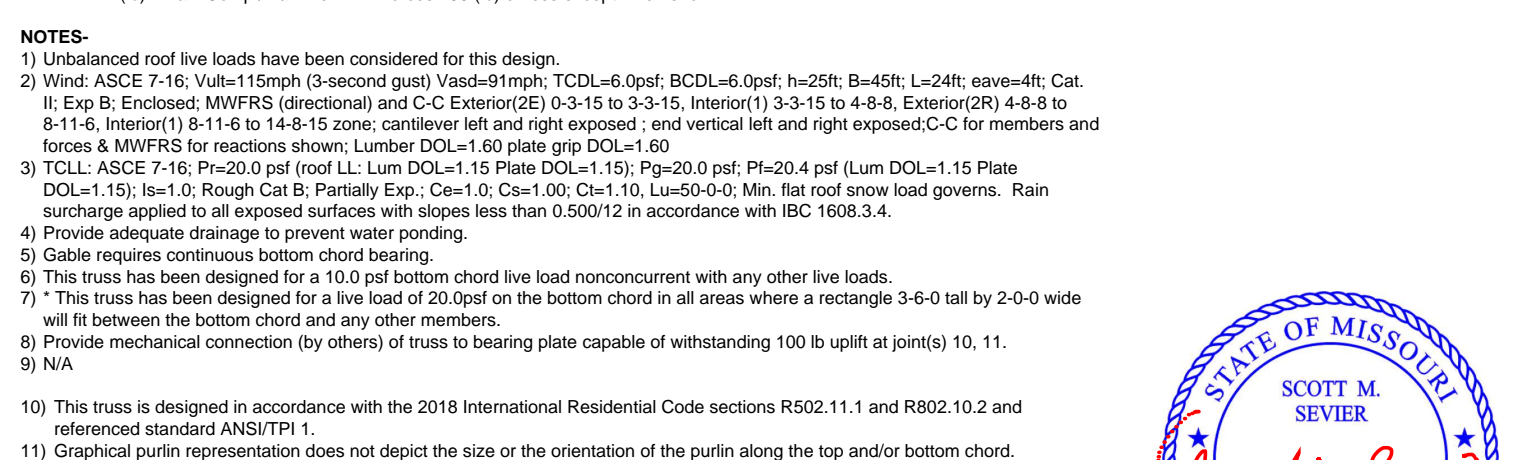 NOTES-
1) Unbalanced roof live loads have been considered for this design.
2) Wind: ASCE 7-16; Vult=115mph (3-second gust) Vasd=91mph; TCDL=6.0psf; BCDL=6.0psf; h=25ft; B=45ft; L=24ft; eave=4ft; Cat.
II; Exp B; Enclosed; MWFRS (directional) and C-C Exterior(2E) 0-3-15 to 3-3-15, Interior(1) 3-3-15 to 4-8-8, Exterior(2R) 4-8-8 to
8-11-6, Interior(1) 8-11-6 to 14-8-15 zone; cantilever left and right exposed ; end vertical left and right exposed;C-C for members and
forces & MWFRS for reactions shown; Lumber DOL=1.60 plate grip DOL=1.60
3) TCLL: ASCE 7-16; Pr=20.0 psf (roof LL: Lum DOL=1.15 Plate DOL=1.15); Pg=20.0 psf; Pf=20.4 psf (Lum DOL=1.15 Plate
DOL=1.15); Is=1.0; Rough Cat B; Partially Exp.; Ce=1.0; Cs=1.00; Ct=1.10, Lu=50-0-0; Min. flat roof snow load governs. Rain
surcharge applied to all exposed surfaces with slopes less than 0.500/12 in accordance with IBC 1608.3.4.
4) Provide adequate drainage to prevent water ponding.
5) Gable requires continuous bottom chord bearing.
6) This truss has been designed for a 10.0 psf bottom chord live load nonconcurrent with any other live loads.
7) * This truss has been designed for a live load of 20.0psf on the bottom chord in all areas where a rectangle 3-6-0 tall by 2-0-0 wide
will fit between the bottom chord and any other members.
8) Provide mechanical connection (by others) of truss to bearing plate capable of withstanding 100 lb uplift at joint(s) 10, 11.
9) N/A
10) This truss is designed in accordance with the 2018 International Residential Code sections R502.11.1 and R802.10.2 and
referenced standard ANSI/TPI 1.
11) Graphical purlin representation does not depict the size or the orientation of the purlin along the top and/or bottom chord.
STATE OF MISSOURI
SCOTT M.
SEVIER